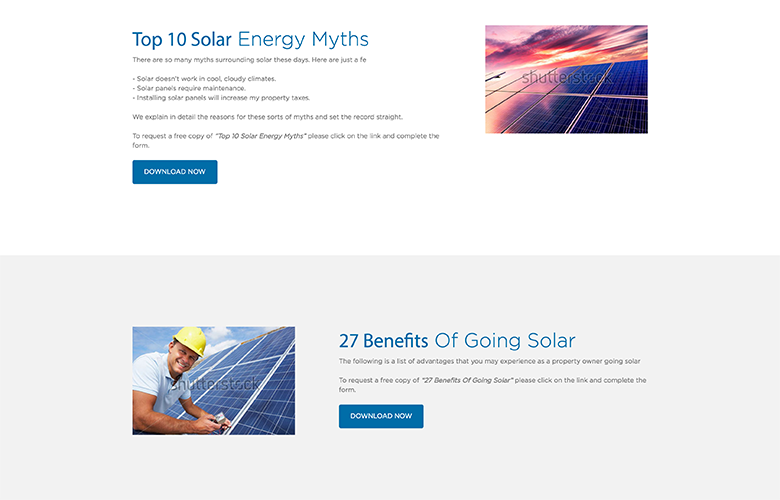 Top 10 Solar Energy Myths
There are so many myths surrounding solar these days. Here are just a fe
- Solar doesn't work in cool, cloudy climates.
- Solar panels require maintenance.
- Installing solar panels will increase my property taxes.
We explain in detail the reasons for these sorts of myths and set the record straight.
To request a free copy of "Top 10 Solar Energy Myths" please click on the link and complete the
form.
DOWNLOAD NOW
shutterstock
27 Benefits Of Going Solar
The following is a list of advantages that you may experience as a property owner going solar
To request a free copy of "27 Benefits Of Going Solar" please click on the link and complete the
form.
DOWNLOAD NOW
shutterstock